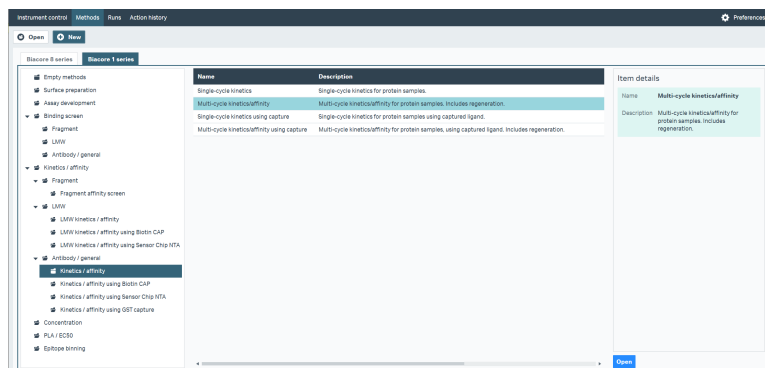 Instrument control Methods Runs Action history Preferences
Open New
Biacore 8 series Biacore 1 series
Empty methods
Surface preparation
Assay development
Binding screen
Fragment
LMW
Antibody / general
Kinetics / affinity
Fragment
Fragment affinity screen
LMW
LMW kinetics / affinity
LMW kinetics / affinity using Biotin CAP
LMW kinetics / affinity using Sensor Chip NTA
Antibody / general
Kinetics / affinity
Kinetics / affinity using Biotin CAP
Kinetics / affinity using Sensor Chip NTA
Kinetics / affinity using GST capture
Concentration
PLA / EC50
Epitope binning
Name Description
Single-cycle kinetics Single-cycle kinetics for protein samples.
Multi-cycle kinetics/affinity Multi-cycle kinetics/affinity for protein samples. Includes regeneration.
Single-cycle kinetics using capture Single-cycle kinetics for protein samples using captured ligand.
Multi-cycle kinetics/affinity using capture Multi-cycle kinetics/affinity for protein samples, using captured ligand. Includes regeneration.
Item details
Name Multi-cycle kinetics/affinity
Description Multi-cycle kinetics/affinity for
protein samples. Includes
regeneration.
Open